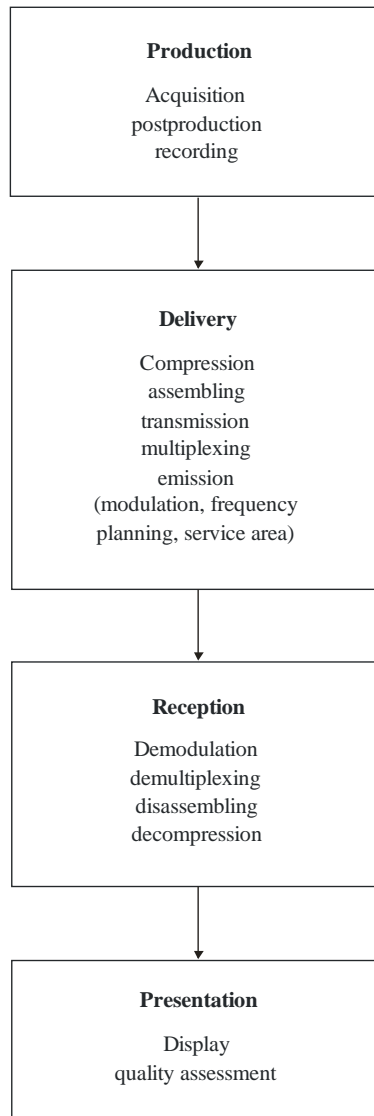 Production
Acquisition
postproduction
recording
Delivery
Compression
assembling
transmission
multiplexing
emission
(modulation, frequency
planning, service area)
Reception
Demodulation
demultiplexing
disassembling
decompression
Presentation
Display
quality assessment